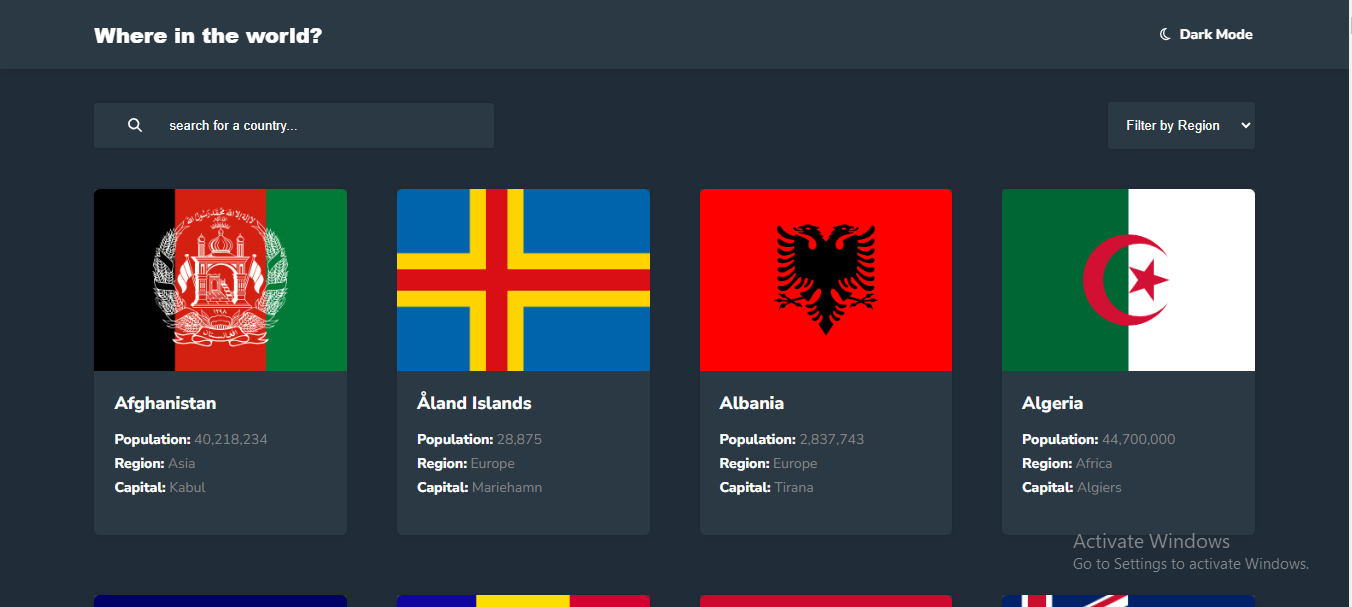 Where in the world?
Dark Mode
search for a country...
Filter by Region
Afghanistan
Population: 40,218,234
Region: Asia
Capital: Kabul
Åland Islands
Population: 28,875
Region: Europe
Capital: Mariehamn
Albania
Population: 2,837,743
Region: Europe
Capital: Tirana
Algeria
Population: 44,700,000
Region: Africa
Capital: Algiers
Activate Windows
Go to Settings to activate Windows.